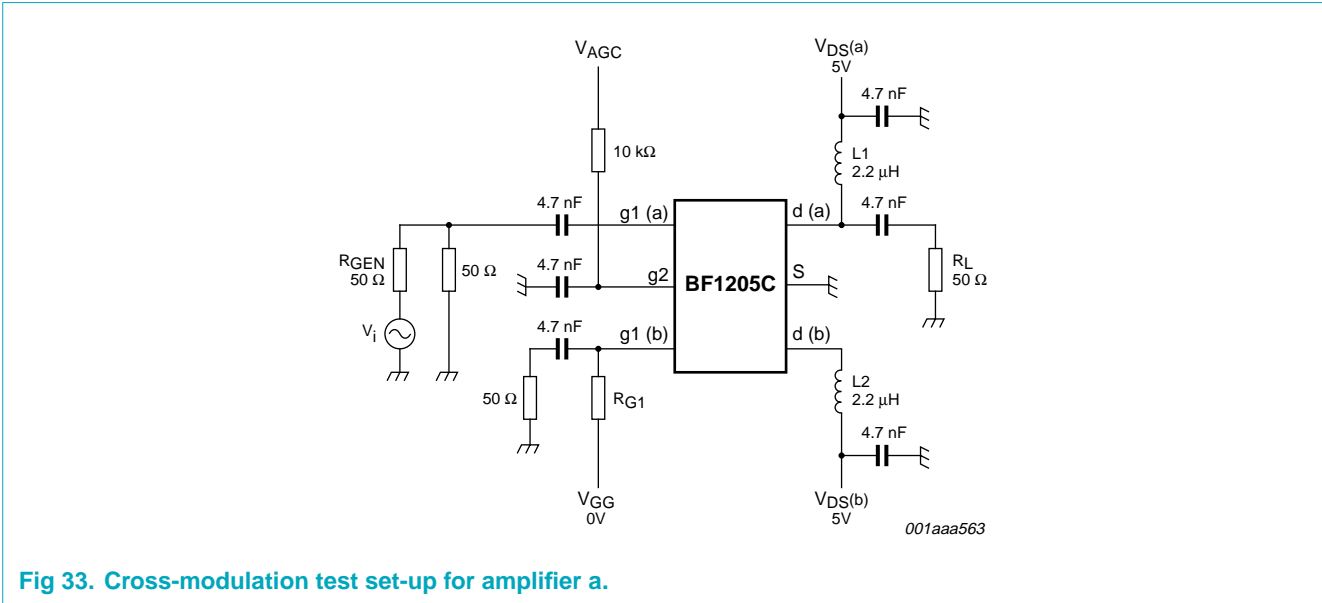 VAGC
VDS(a)
5V
4.7 nF
10 kΩ
L1
2.2 μH
4.7 nF
g1 (a)
d (a)
4.7 nF
RGEN
50 Ω
50 Ω
4.7 nF
g2
BF1205C
S
RL
50 Ω
Vi
4.7 nF
g1 (b)
d (b)
50 Ω
RG1
L2
2.2 μH
4.7 nF
VGG
0V
VDS(b)
5V
001aaa563
Fig 33. Cross-modulation test set-up for amplifier a.